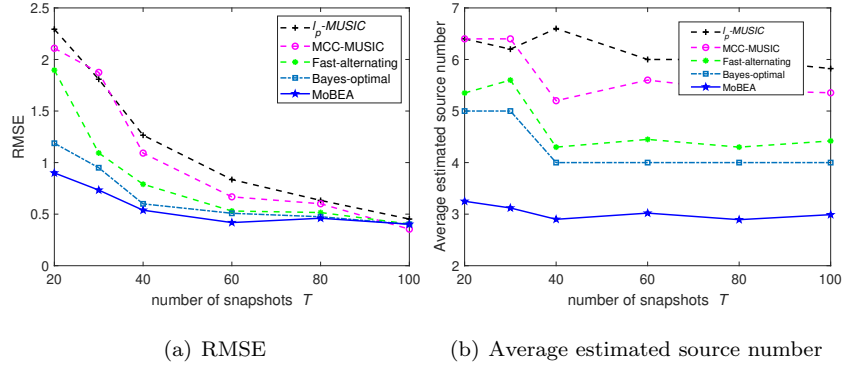 2.5
2
1.5
1
0.5
0
20
40
60
80
100
RMSE
number of snapshots T
l_p-MUSIC
MCC-MUSIC
Fast-alternating
Bayes-optimal
MoBEA
(a) RMSE
7
6
5
4
3
2
20
40
60
80
100
Average estimated source number
number of snapshots T
l_p-MUSIC
MCC-MUSIC
Fast-alternating
Bayes-optimal
MoBEA
(b) Average estimated source number